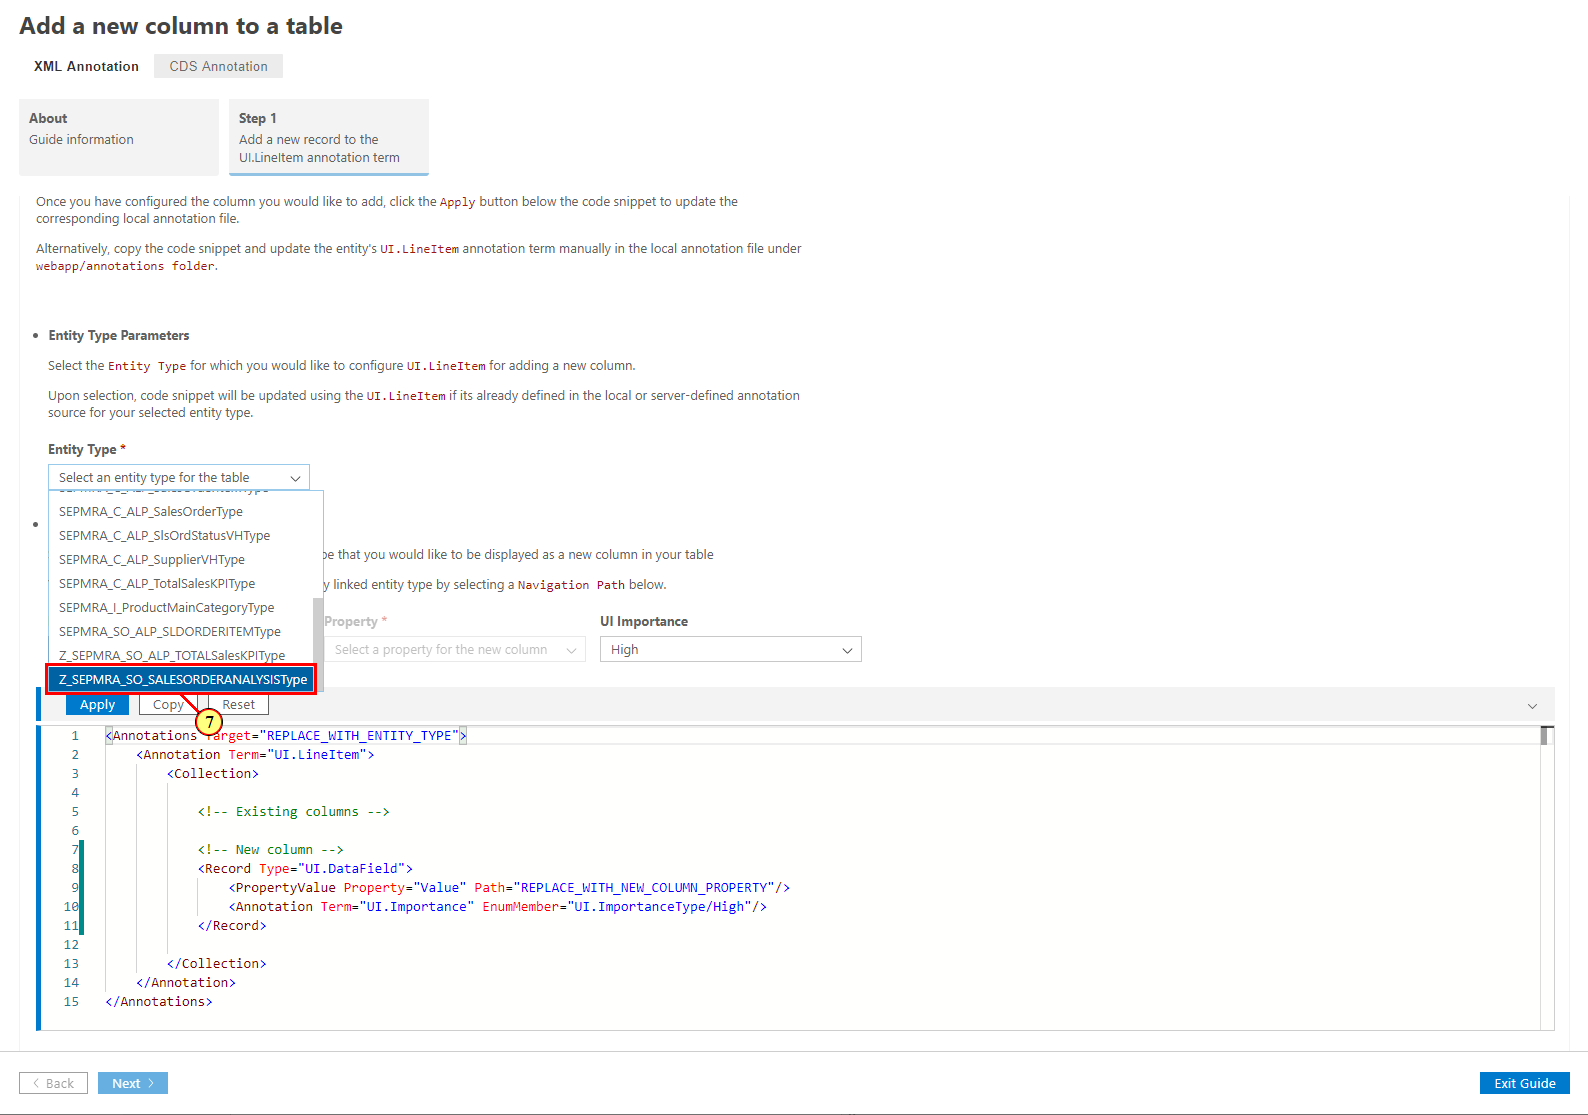 Add a new column to a table
XML Annotation
CDS Annotation
About
Guide information
Step 1
Add a new record to the
UI.LineItem annotation term
Once you have configured the column you would like to add, click the Apply button below the code snippet to update the
corresponding local annotation file.
Alternatively, copy the code snippet and update the entity's UI.LineItem annotation term manually in the local annotation file under
webapp/annotations folder.
Entity Type Parameters
Select the Entity Type for which you would like to configure UI.LineItem for adding a new column.
Upon selection, code snippet will be updated using the UI.LineItem if its already defined in the local or server-defined annotation
source for your selected entity type.
Entity Type *
Select an entity type for the table
SEPMRA_C_ALP_SalesOrderType
SEPMRA_C_ALP_SlsOrdStatusVHType
SEPMRA_C_ALP_SupplierVHType
SEPMRA_C_ALP_TotalSalesKPIType
SEPMRA_I_ProductMainCategoryType
SEPMRA_SO_ALP_SLDORDERITEMType
Z_SEPMRA_SO_ALP_TOTALSalesKPIType
Z_SEPMRA_SO_SALESORDERANALYSISType
pe that you would like to be displayed as a new column in your table
y linked entity type by selecting a Navigation Path below.
Property *
UI Importance
Select a property for the new column
High
Apply
Copy
Reset
7
1 <Annotations Target="REPLACE_WITH_ENTITY_TYPE">
2 <Annotation Term="UI.LineItem">
3 <Collection>
4
5 <!-- Existing columns -->
6
7 <!-- New column -->
8 <Record Type="UI.DataField">
9 <PropertyValue Property="Value" Path="REPLACE_WITH_NEW_COLUMN_PROPERTY"/>
10 <Annotation Term="UI.Importance" EnumMember="UI.ImportanceType/High"/>
11 </Record>
12
13 </Collection>
14 </Annotation>
15 </Annotations>
Back
Next
Exit Guide